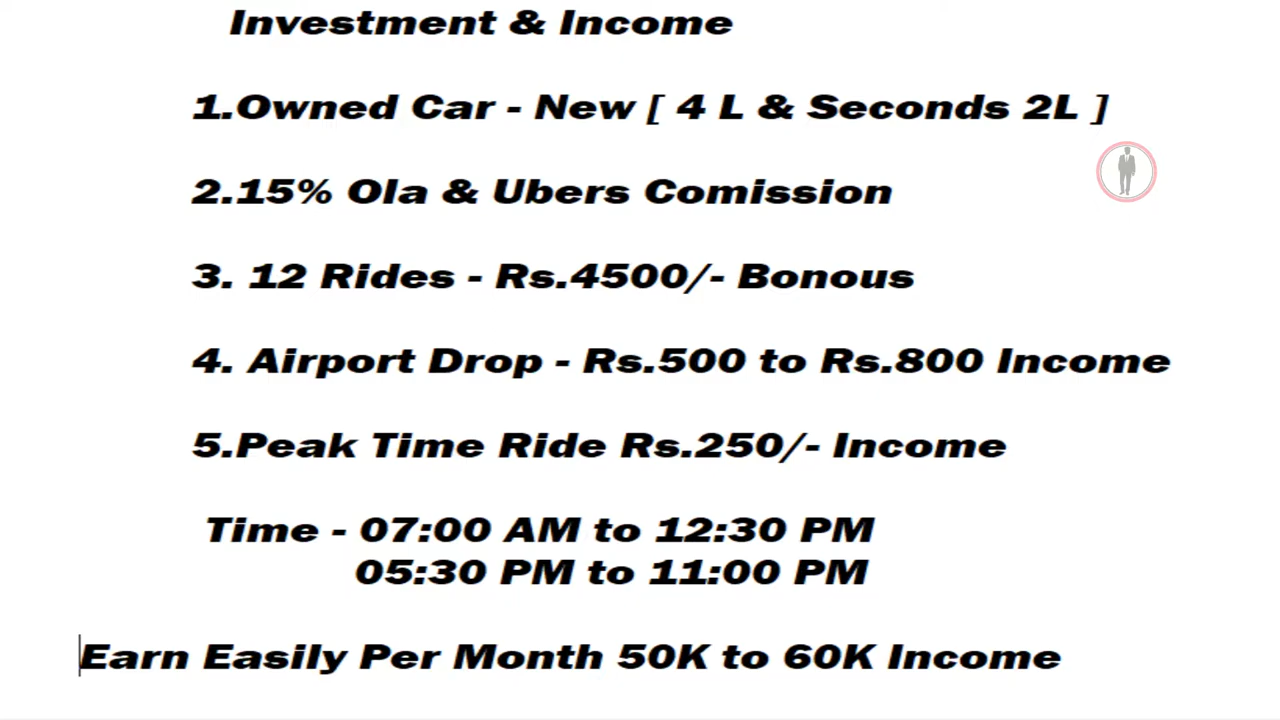 Investment & Income
1.Owned Car - New [ 4 L & Seconds 2L ]
2.15% Ola & Ubers Comission
3. 12 Rides - Rs.4500/- Bonous
4. Airport Drop - Rs.500 to Rs.800 Income
5.Peak Time Ride Rs.250/- Income
Time - 07:00 AM to 12:30 PM
05:30 PM to 11:00 PM
Earn Easily Per Month 50K to 60K Income